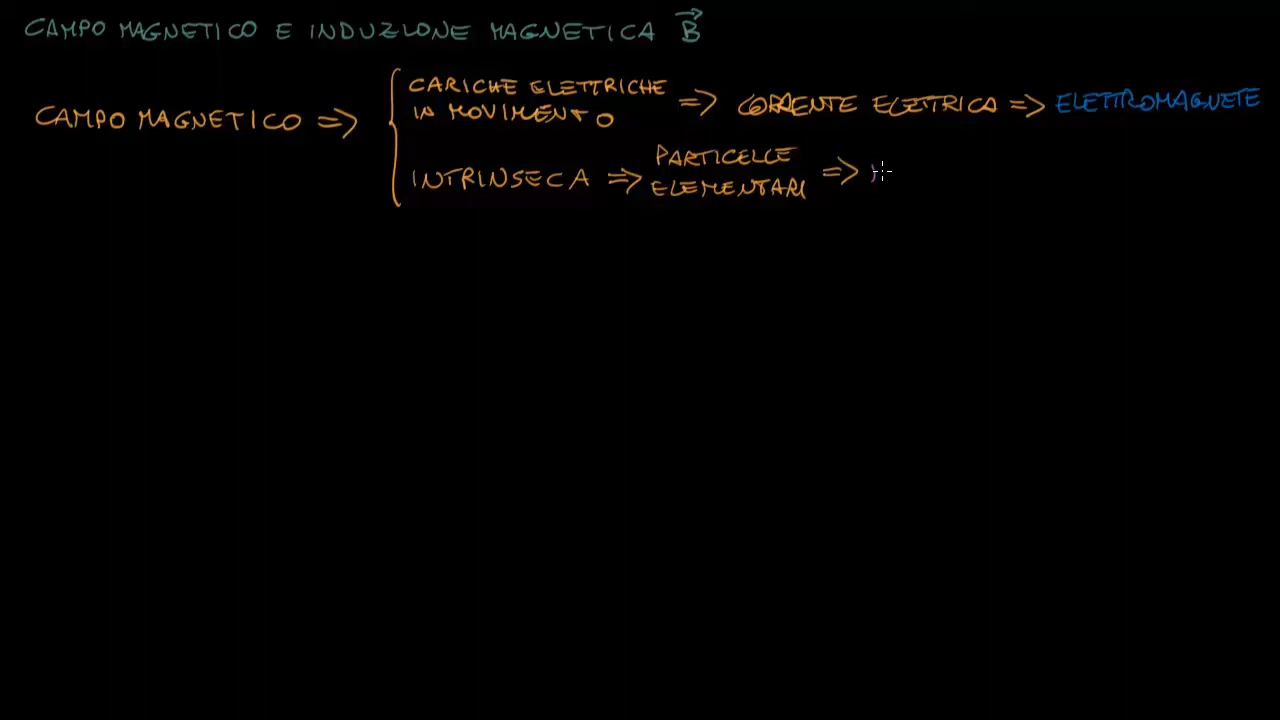 CAMPO MAGNETICO E INDUZIONE MAGNETICA B
CAMPO MAGNETICO => { CARICHE ELETTRICHE
IN MOVIMENTO => CORRENTE ELETTRICA => ELETTROMAGNETE
INTRINSECA => PARTICELLE
ELEMENTARI =>